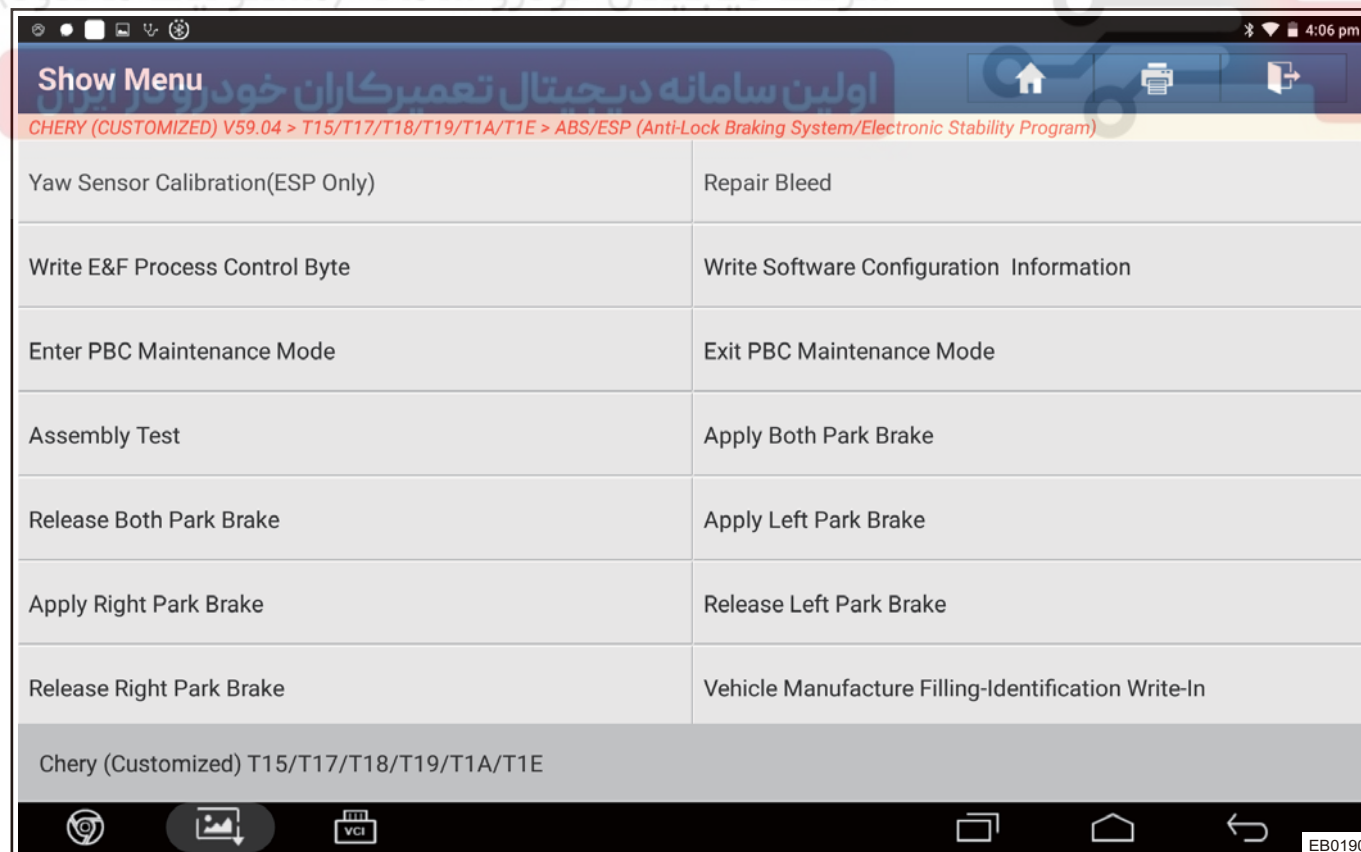 4:06 pm
Show Menu
اولین سامانه دیجیتال تعمیرکاران خودرو در ایران
CHERY (CUSTOMIZED) V59.04 > T15/T17/T18/T19/T1A/T1E > ABS/ESP (Anti-Lock Braking System/Electronic Stability Program)
Yaw Sensor Calibration(ESP Only)
Repair Bleed
Write E&F Process Control Byte
Write Software Configuration Information
Enter PBC Maintenance Mode
Exit PBC Maintenance Mode
Assembly Test
Apply Both Park Brake
Release Both Park Brake
Apply Left Park Brake
Apply Right Park Brake
Release Left Park Brake
Release Right Park Brake
Vehicle Manufacture Filling-Identification Write-In
Chery (Customized) T15/T17/T18/T19/T1A/T1E
VCI